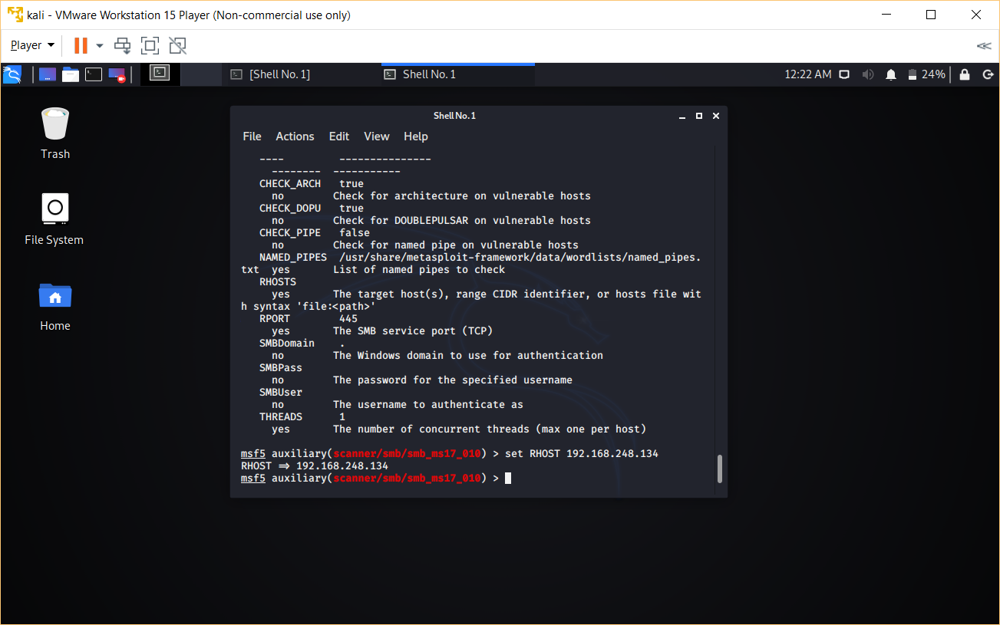 kali - VMware Workstation 15 Player (Non-commercial use only)
Player
[Shell No. 1]
Shell No. 1
12:22 AM
24%
Trash
File System
Home
Shell No. 1
File Actions Edit View Help
---- ---------------
-------- -----------
CHECK_ARCH true
no Check for architecture on vulnerable hosts
CHECK_DOPU true
no Check for DOUBLEPULSAR on vulnerable hosts
CHECK_PIPE false
no Check for named pipe on vulnerable hosts
NAMED_PIPES /usr/share/metasploit-framework/data/wordlists/named_pipes.
txt yes List of named pipes to check
RHOSTS
yes The target host(s), range CIDR identifier, or hosts file wit
h syntax 'file:<path>'
RPORT 445
yes The SMB service port (TCP)
SMBDomain .
no The Windows domain to use for authentication
SMBPass
no The password for the specified username
SMBUser
no The username to authenticate as
THREADS 1
yes The number of concurrent threads (max one per host)
msf5 auxiliary(scanner/smb/smb_ms17_010) > set RHOST 192.168.248.134
RHOST ⇒ 192.168.248.134
msf5 auxiliary(scanner/smb/smb_ms17_010) >